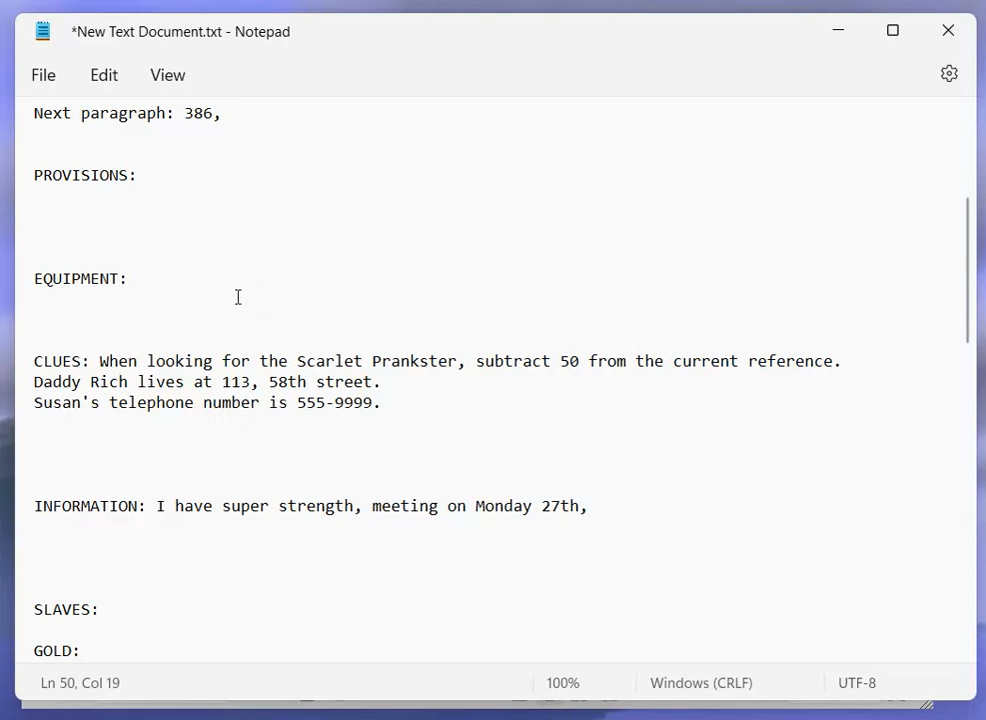 *New Text Document.txt - Notepad
File Edit View
Next paragraph: 386,
PROVISIONS:
EQUIPMENT:
CLUES: When looking for the Scarlet Prankster, subtract 50 from the current reference.
Daddy Rich lives at 113, 58th street.
Susan's telephone number is 555-9999.
INFORMATION: I have super strength, meeting on Monday 27th,
SLAVES:
GOLD:
Ln 50, Col 19 100% Windows (CRLF) UTF-8